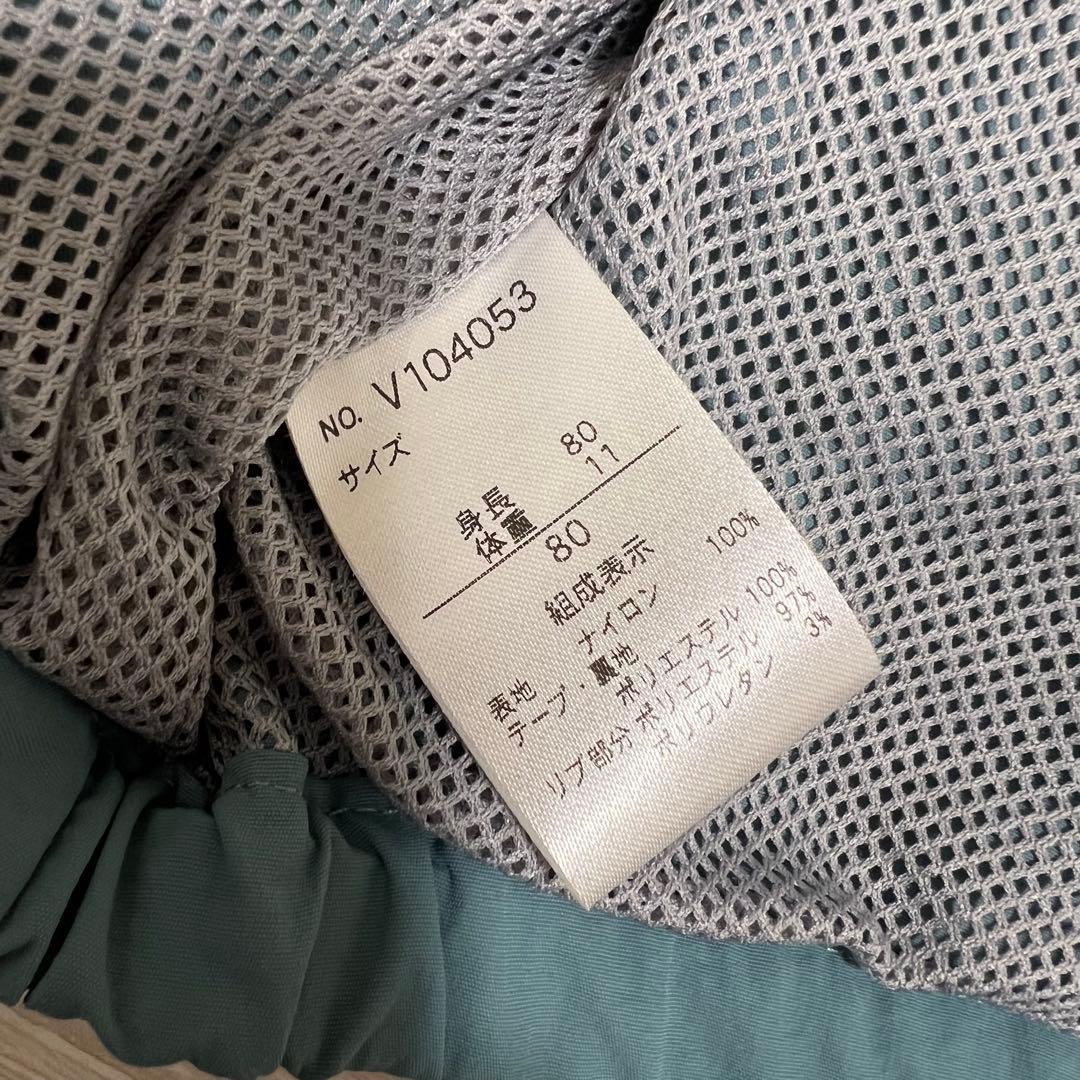 NO. V104053
サイズ
身長 80
体重 11
80
組成表示
表地 ナイロン 100%
テープ・裏地
ポリエステル 100%
リブ部分 ポリエステル 97%
ポリウレタン 3%